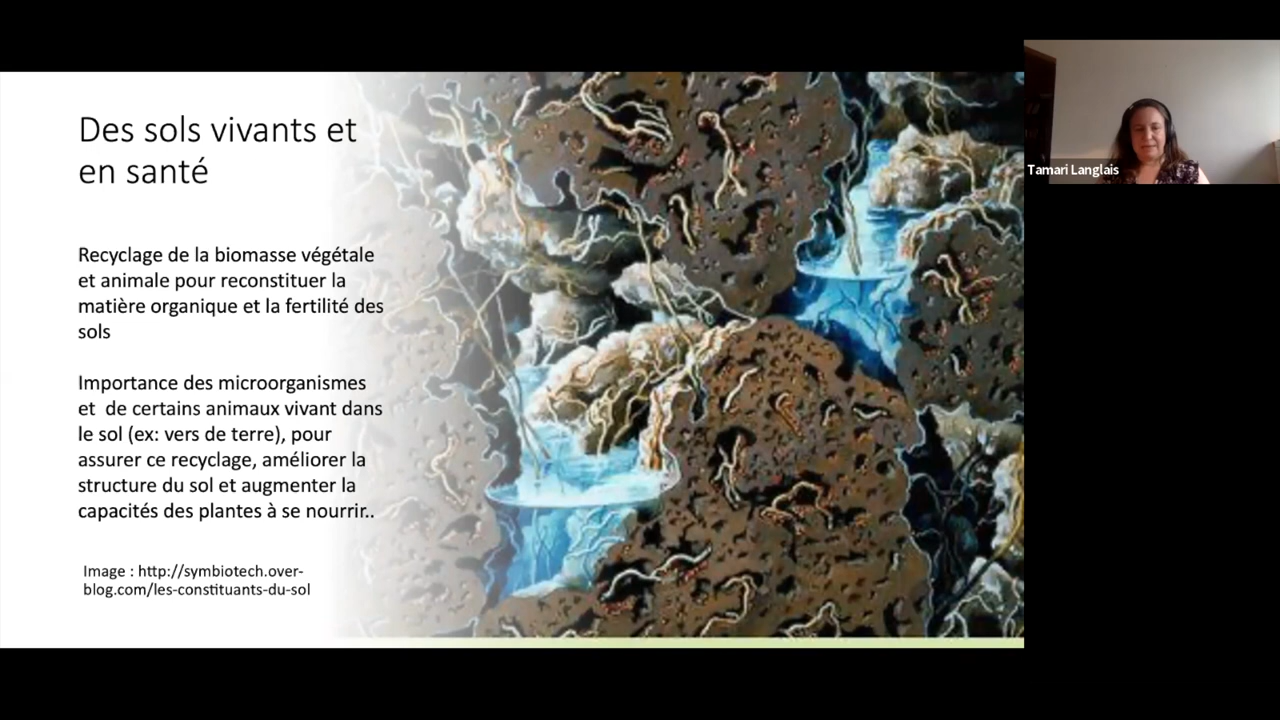 Des sols vivants et
en santé
Recyclage de la biomasse végétale
et animale pour reconstituer la
matière organique et la fertilité des
sols
Importance des microorganismes
et  de certains animaux vivant dans
le sol (ex: vers de terre), pour
assurer ce recyclage, améliorer la
structure du sol et augmenter la
capacités des plantes à se nourrir..
Image : http://symbiotech.over-
blog.com/les-constituants-du-sol
Tamari Langlais